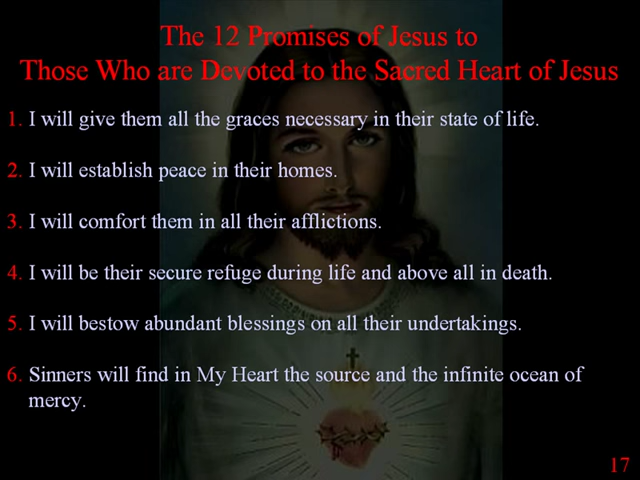 The 12 Promises of Jesus to
Those Who are Devoted to the Sacred Heart of Jesus
1. I will give them all the graces necessary in their state of life.
2. I will establish peace in their homes.
3. I will comfort them in all their afflictions.
4. I will be their secure refuge during life and above all in death.
5. I will bestow abundant blessings on all their undertakings.
6. Sinners will find in My Heart the source and the infinite ocean of
mercy.
17